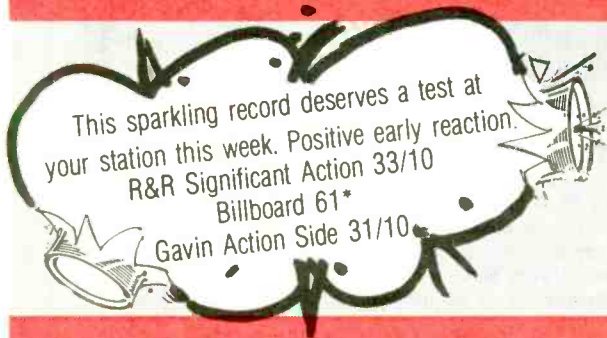 This sparkling record deserves a test at
your station this week. Positive early reaction.
R&R Significant Action 33/10
Billboard 61*
Gavin Action Side 31/10